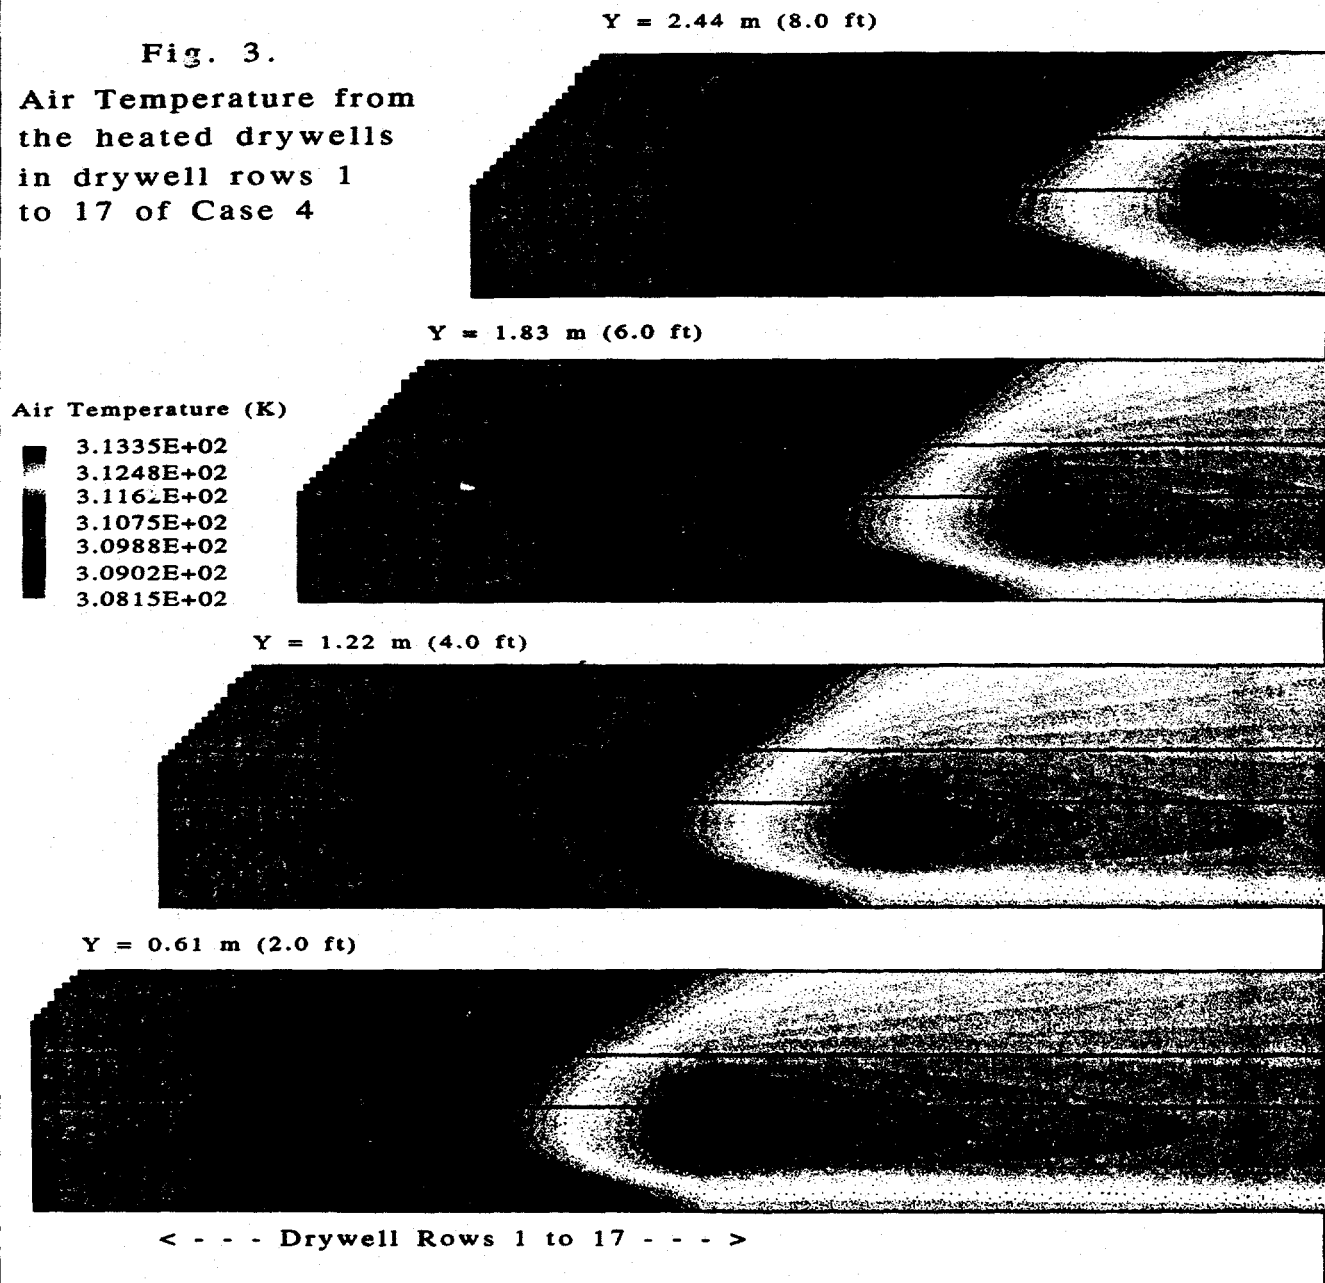 Y = 2.44 m (8.0 ft)
Fig. 3.
Air Temperature from
the heated drywells
in drywell rows 1
to 17 of Case 4
Y = 1.83 m (6.0 ft)
Air Temperature (K)
3.1335E+02
3.1248E+02
3.1162E+02
3.1075E+02
3.0988E+02
3.0902E+02
3.0815E+02
Y = 1.22 m (4.0 ft)
Y = 0.61 m (2.0 ft)
< - - - Drywell Rows 1 to 17 - - - >